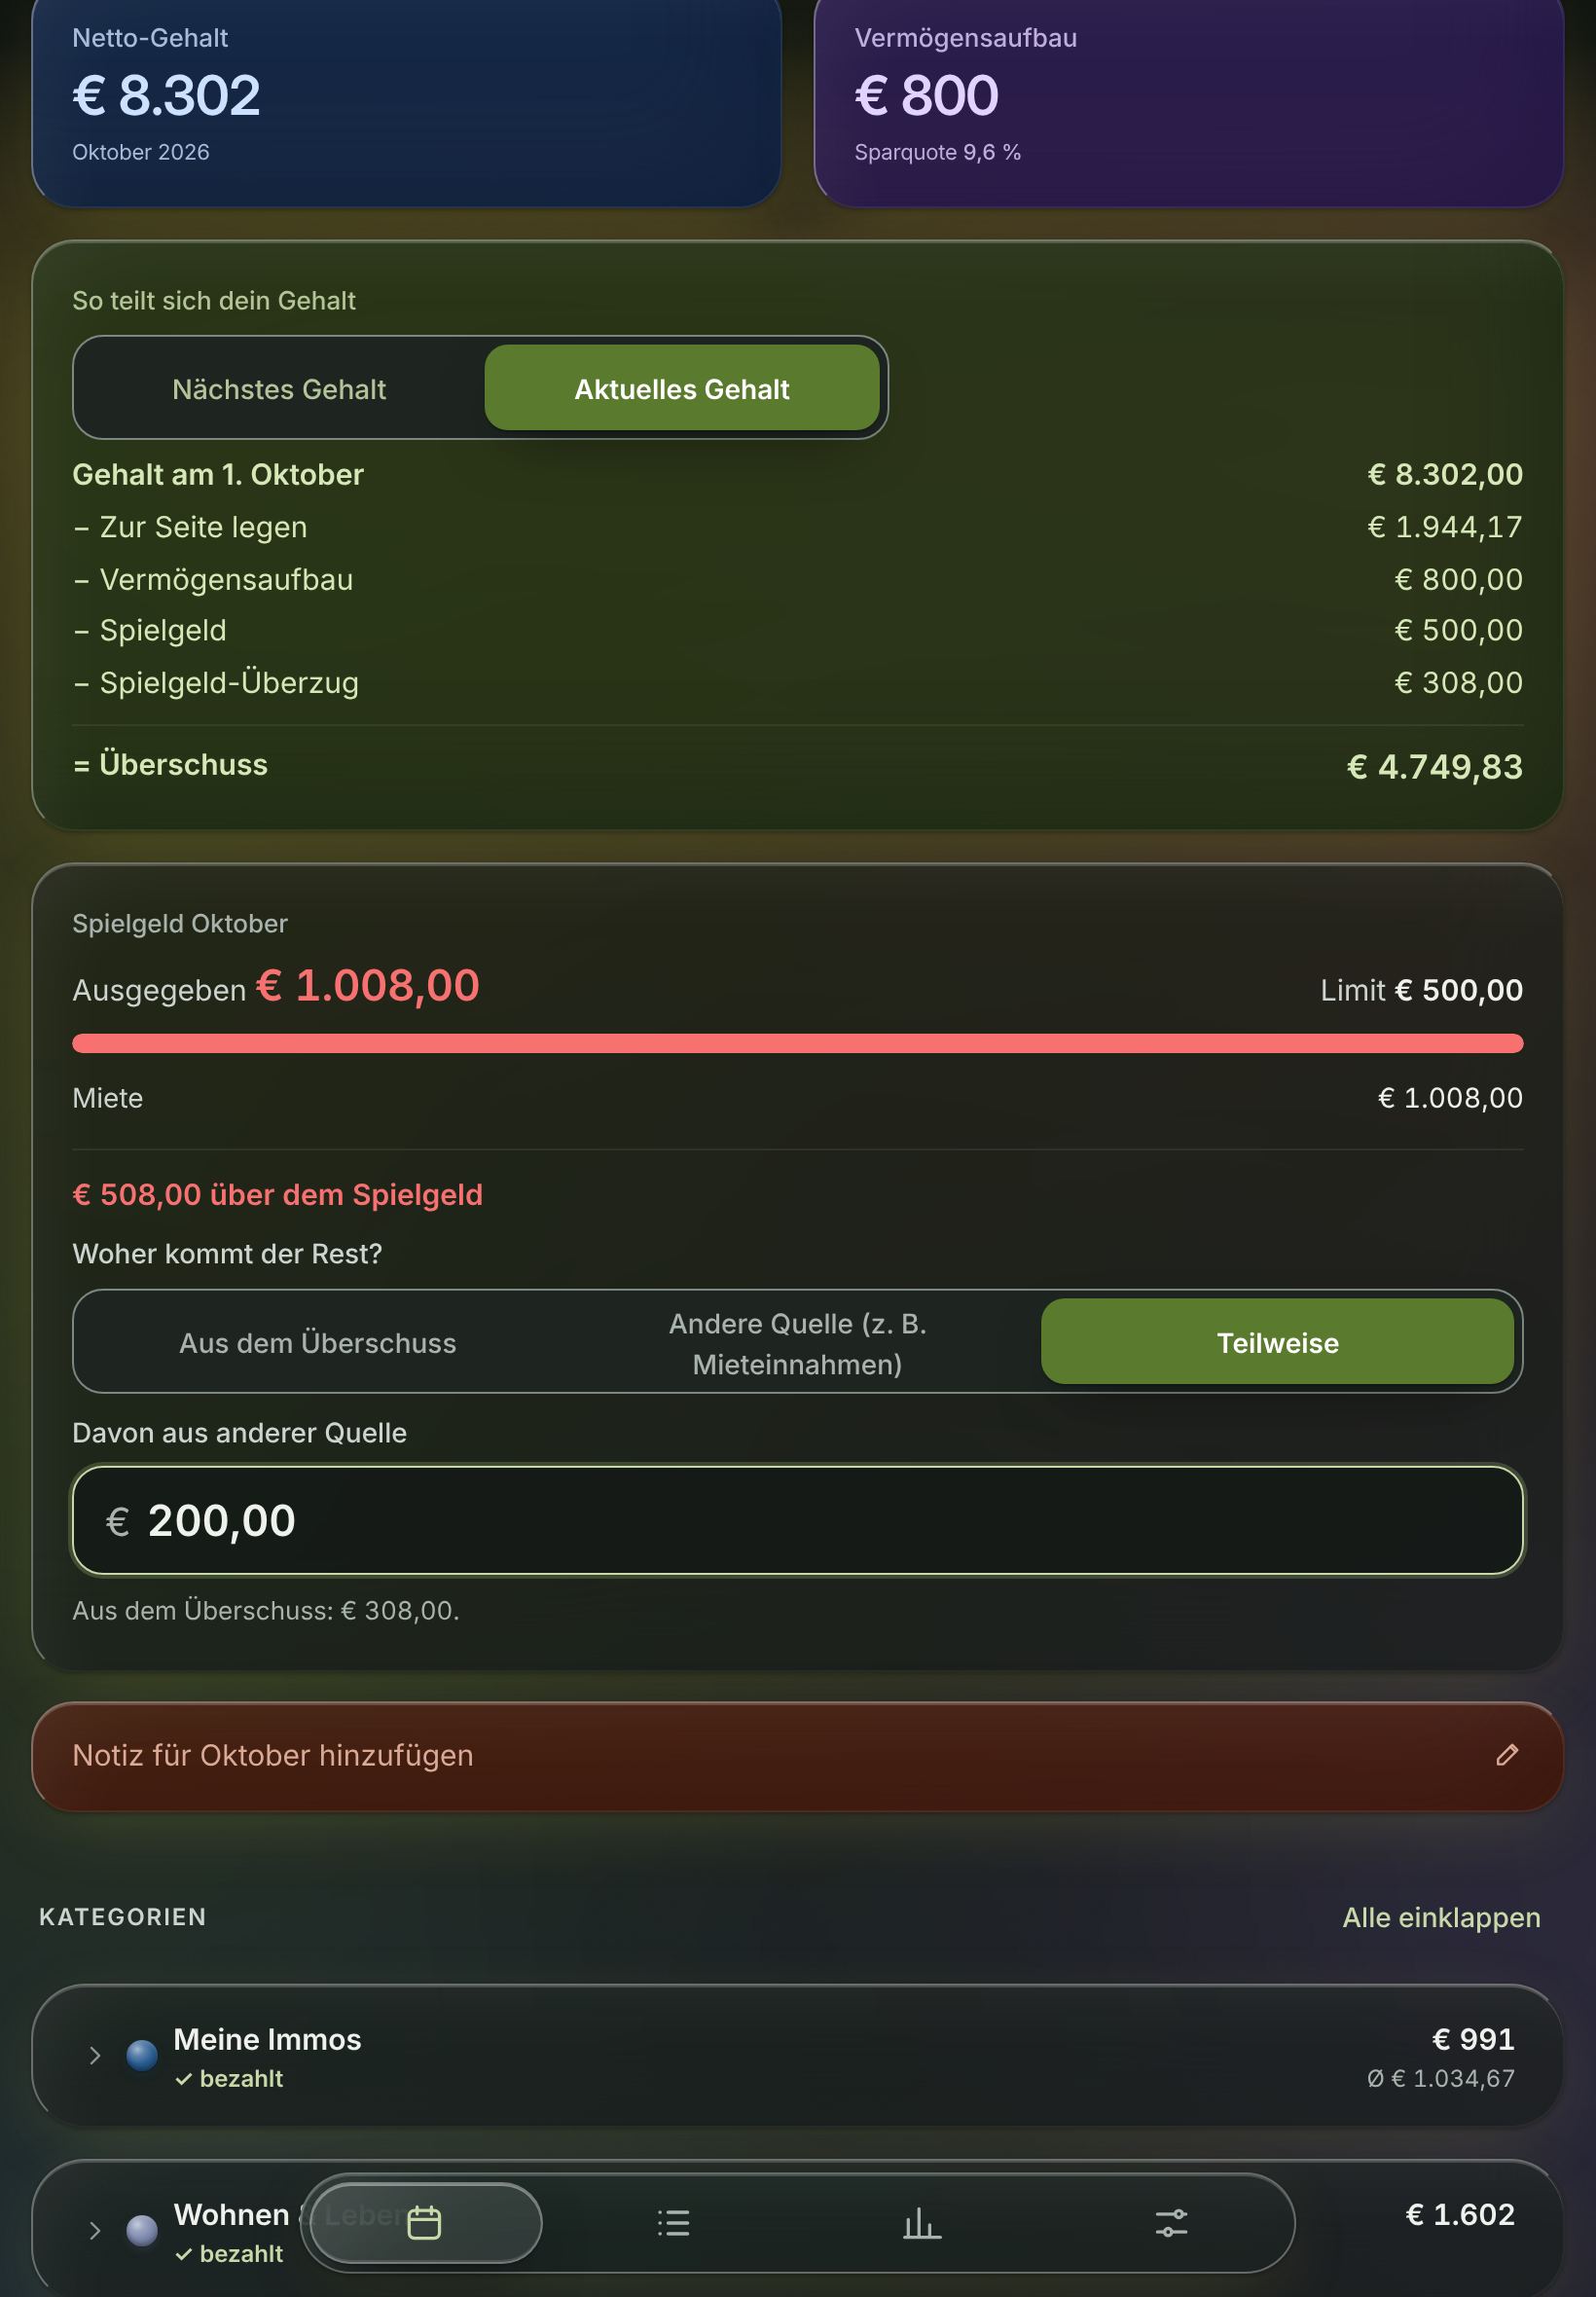 Netto-Gehalt
€ 8.302
Oktober 2026
Vermögensaufbau
€ 800
Sparquote 9,6 %
So teilt sich dein Gehalt
Nächstes Gehalt
Aktuelles Gehalt
Gehalt am 1. Oktober € 8.302,00
− Zur Seite legen € 1.944,17
− Vermögensaufbau € 800,00
− Spielgeld € 500,00
− Spielgeld-Überzug € 308,00
= Überschuss € 4.749,83
Spielgeld Oktober
Ausgegeben € 1.008,00 Limit € 500,00
Miete € 1.008,00
€ 508,00 über dem Spielgeld
Woher kommt der Rest?
Aus dem Überschuss
Andere Quelle (z. B.
Mieteinnahmen)
Teilweise
Davon aus anderer Quelle
€ 200,00
Aus dem Überschuss: € 308,00.
Notiz für Oktober hinzufügen
KATEGORIEN Alle einklappen
Meine Immos € 991
✓ bezahlt Ø € 1.034,67
Wohnen & Leben € 1.602
✓ bezahlt